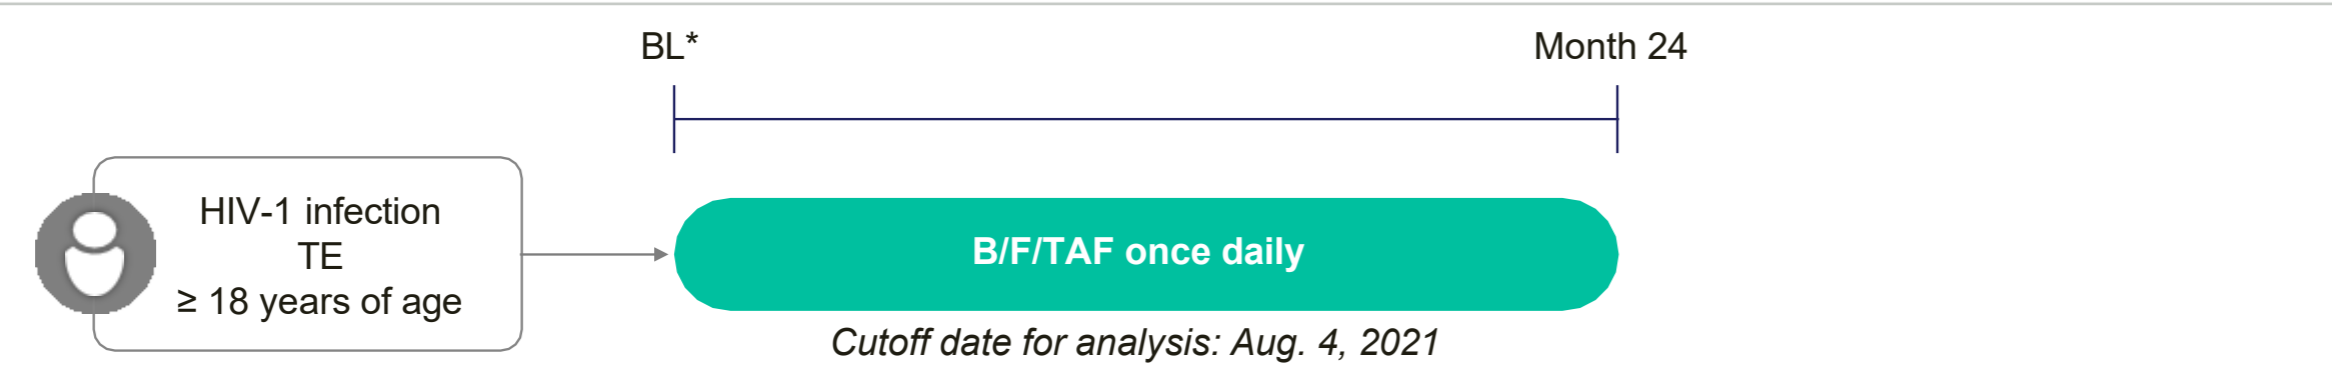 BL*
Month 24
HIV-1 infection
TE
≥ 18 years of age
B/F/TAF once daily
Cutoff date for analysis: Aug. 4, 2021